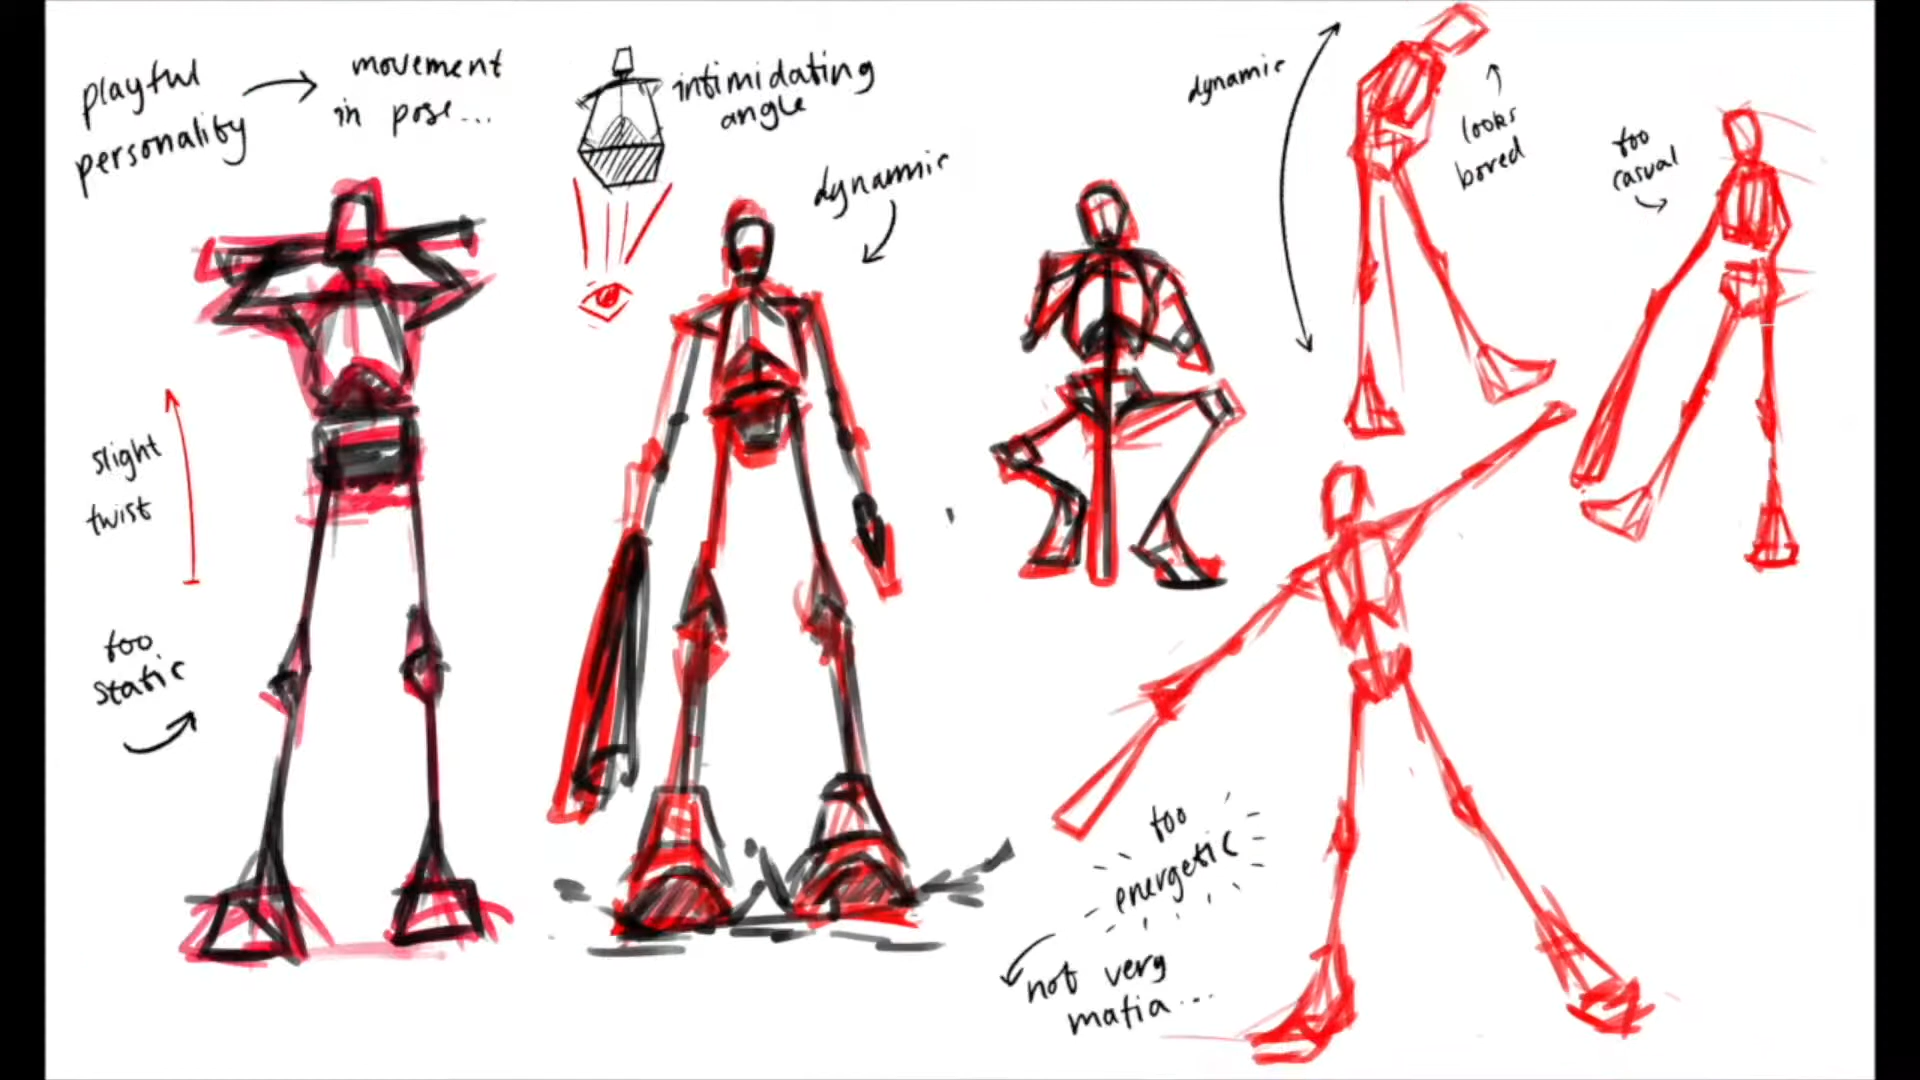 playful
personality
movement
in pose...
intimidating
angle
dynamic
dynamic
looks
bored
too
casual
slight
twist
too
static
too
energetic
not very
mafia...